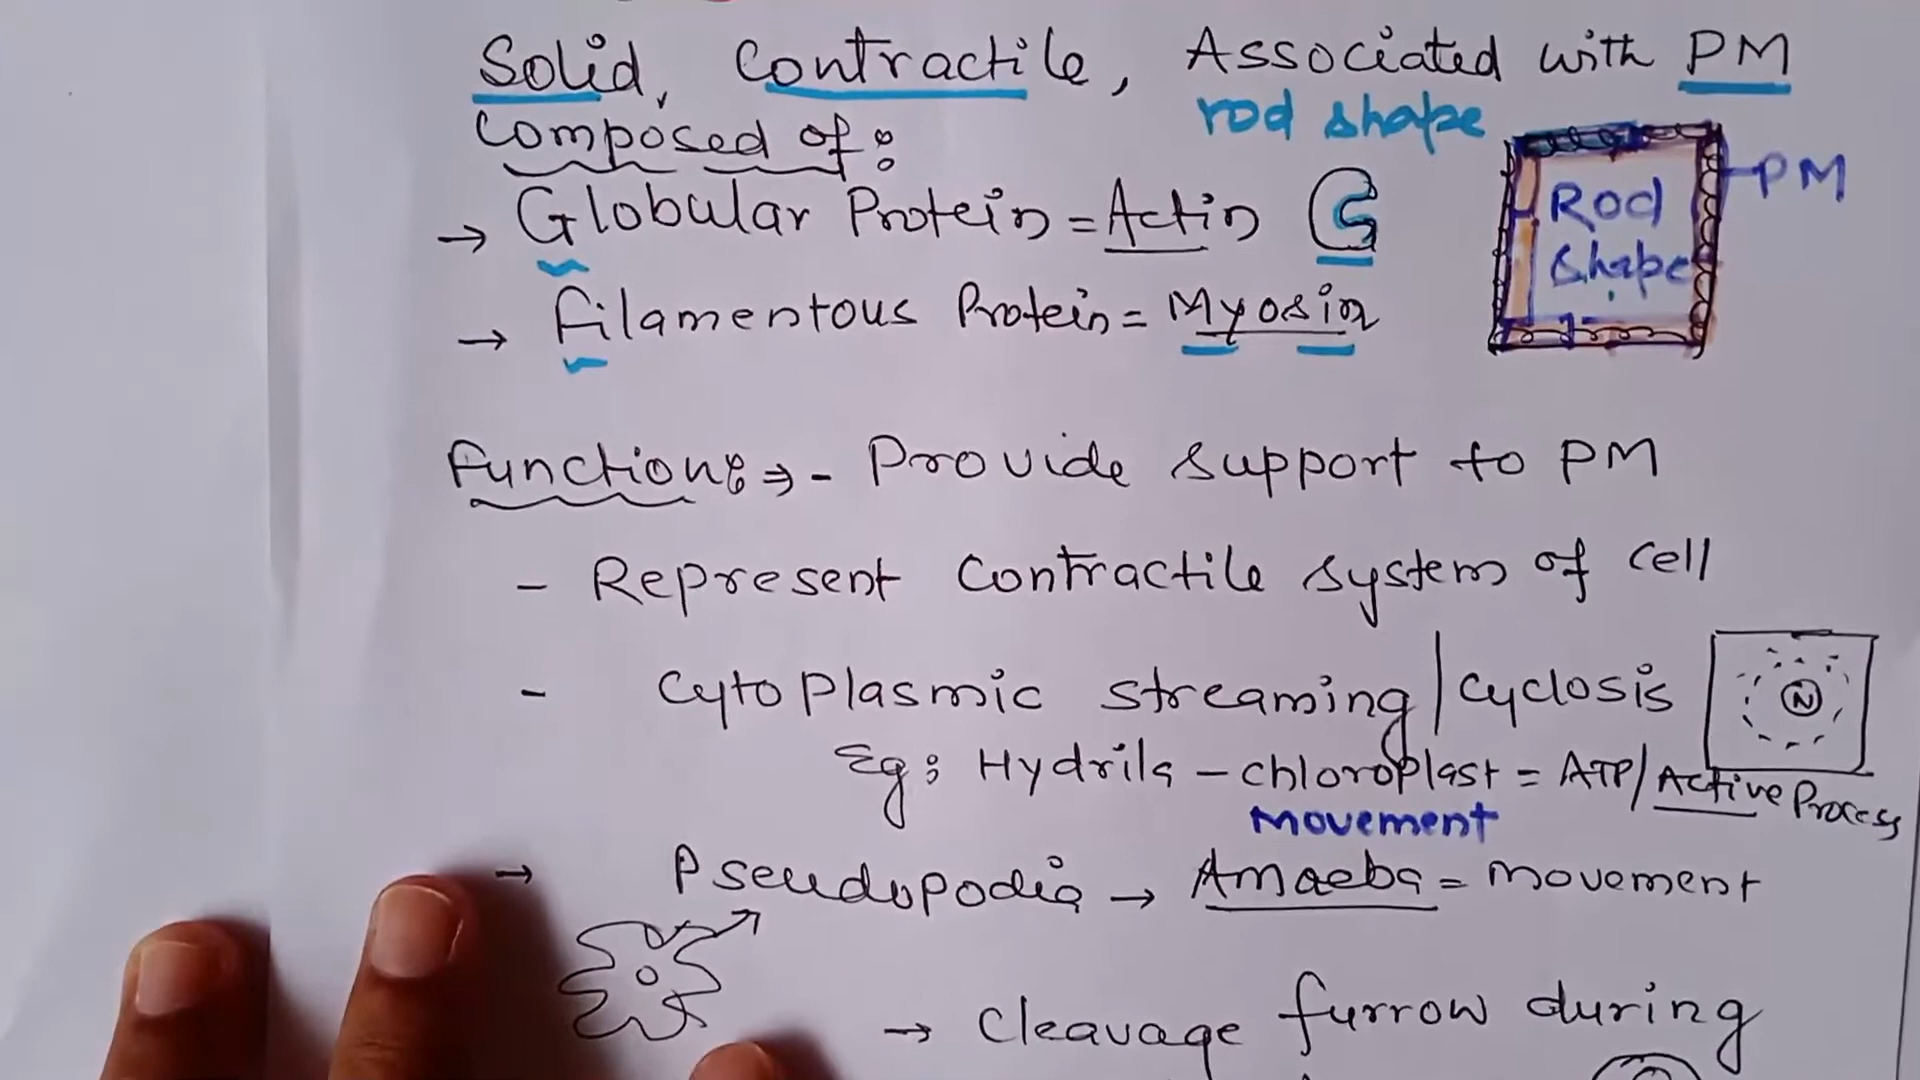 Solid, Contractile, Associated with PM
rod shape
Composed of:
→ Globular Protein = Actin G
→ Filamentous Protein = Myosin
Rod
Shape
PM
Function: ⇒ - Provide support to PM
- Represent Contractile system of cell
- Cytoplasmic streaming / cyclosis
N
Eg: Hydrila - chloroplast = ATP/Active Process
movement
→ Pseudopodia → Amaeba = movement
→ Cleavage furrow during